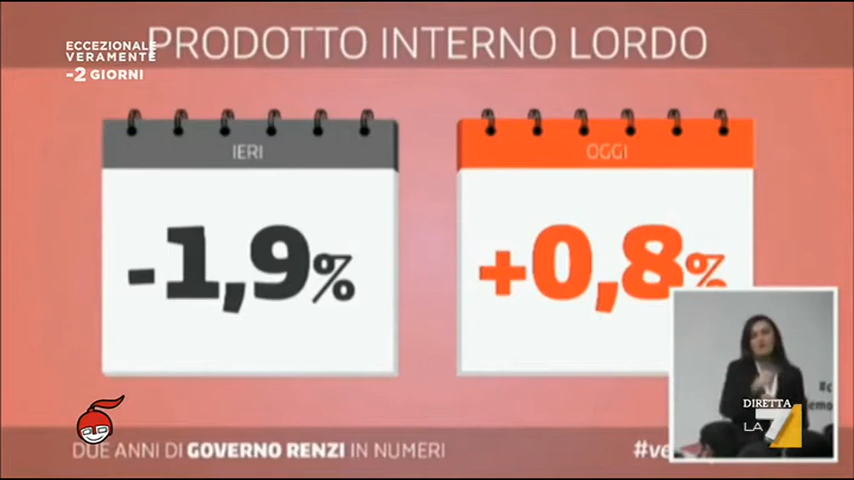 ECCEZIONALE
VERAMENTE
-2 GIORNI
PRODOTTO INTERNO LORDO
IERI
OGGI
-1,9%
+0,8%
DUE ANNI DI GOVERNO RENZI IN NUMERI
DIRETTA
LA 7